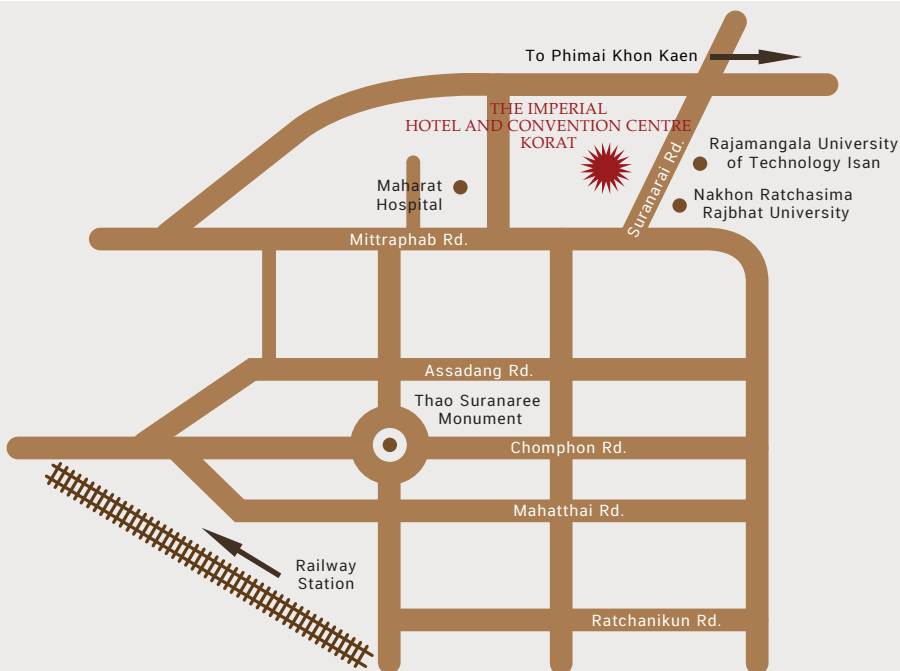 To Phimai Khon Kaen
THE IMPERIAL
HOTEL AND CONVENTION CENTRE
KORAT
Suranarai Rd.
Rajamangala University
of Technology Isan
Maharat
Hospital
Nakhon Ratchasima
Rajbhat University
Mittraphab Rd.
Assadang Rd.
Thao Suranaree
Monument
Chomphon Rd.
Mahatthai Rd.
Railway
Station
Ratchanikun Rd.